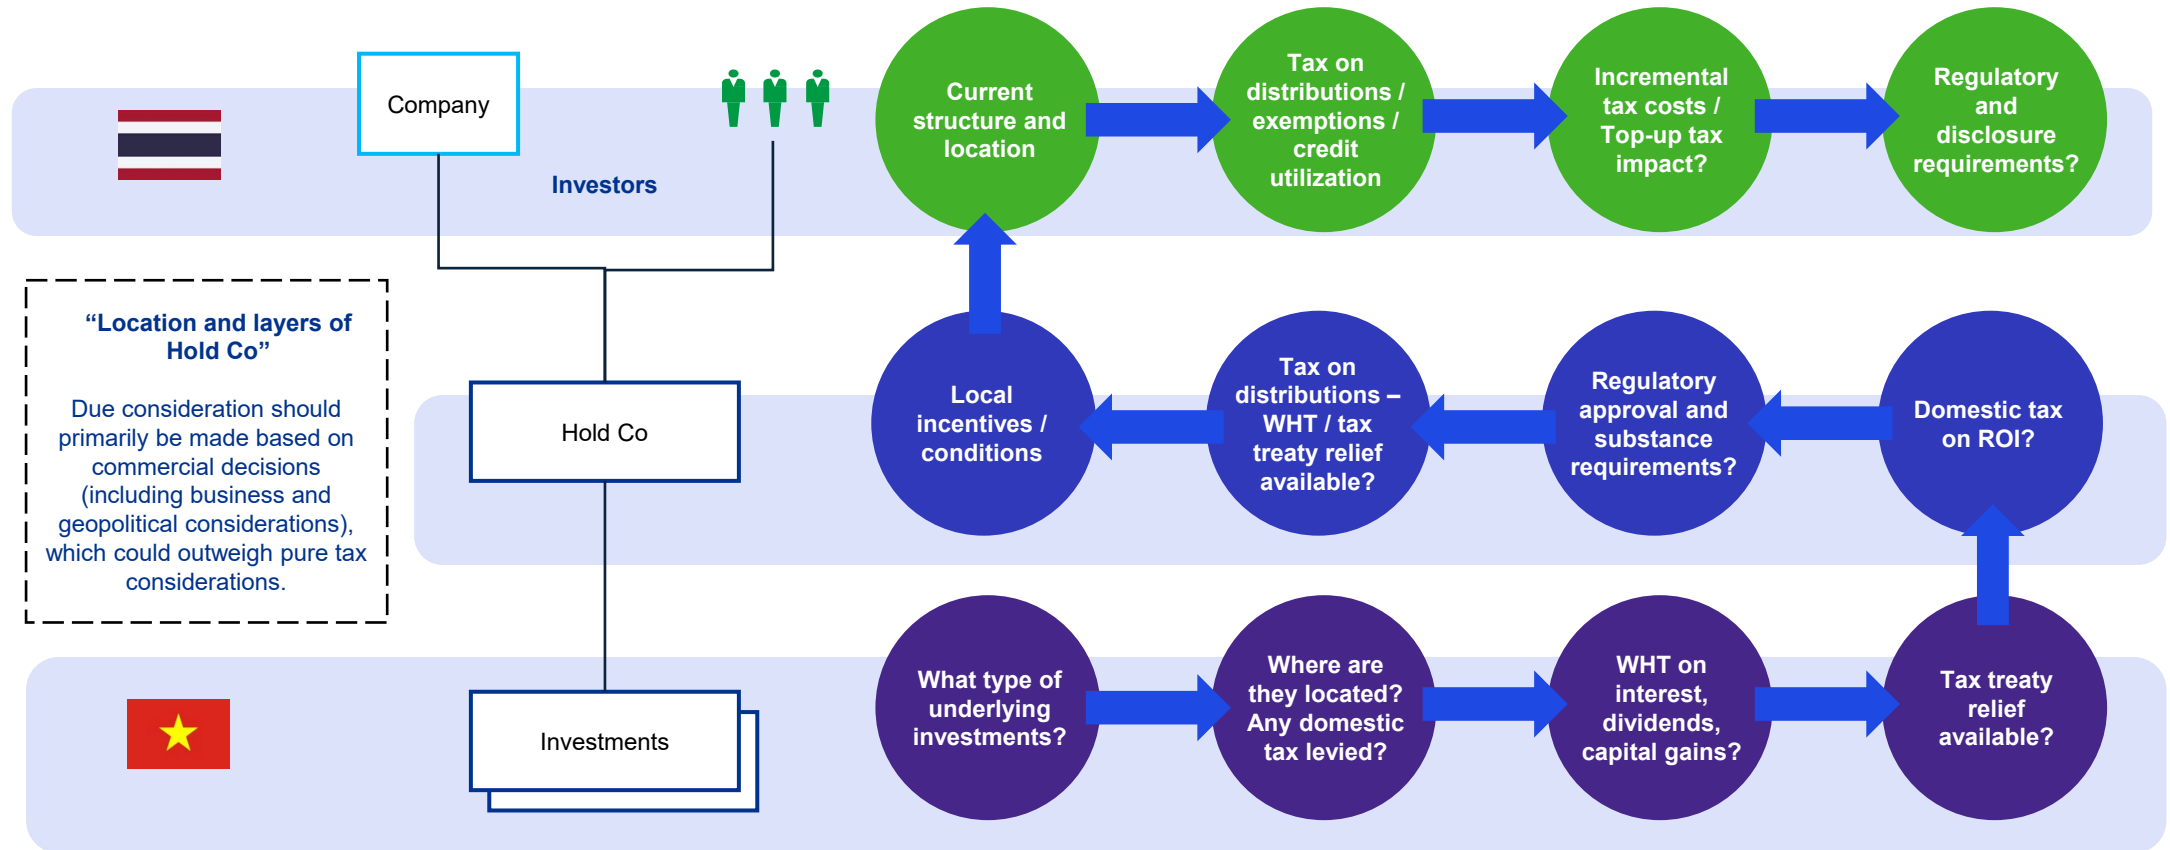 Company
Investors
Current
structure and
location
Tax on
distributions /
exemptions /
credit
utilization
Incremental
tax costs /
Top-up tax
impact?
Regulatory
and
disclosure
requirements?
“Location and layers of
Hold Co”
Due consideration should
primarily be made based on
commercial decisions
(including business and
geopolitical considerations),
which could outweigh pure tax
considerations.
Hold Co
Local
incentives /
conditions
Tax on
distributions –
WHT / tax
treaty relief
available?
Regulatory
approval and
substance
requirements?
Domestic tax
on ROI?
Investments
What type of
underlying
investments?
Where are
they located?
Any domestic
tax levied?
WHT on
interest,
dividends,
capital gains?
Tax treaty
relief
available?